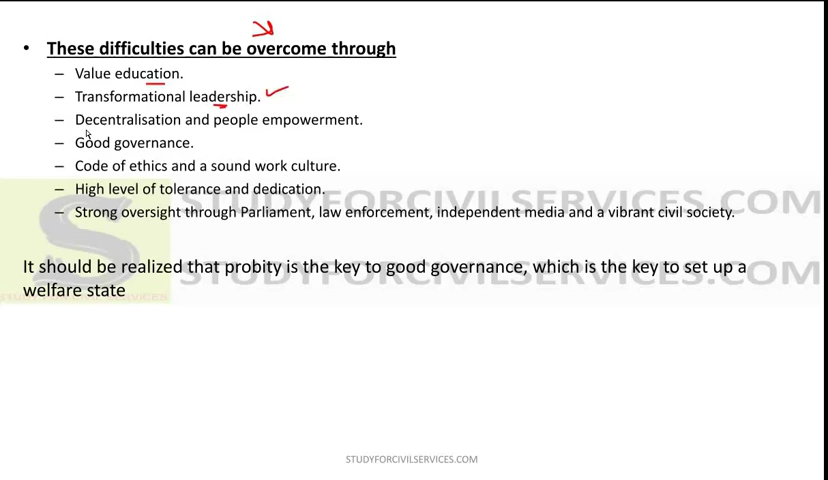 • These difficulties can be overcome through
– Value education.
– Transformational leadership.
– Decentralisation and people empowerment.
– Good governance.
– Code of ethics and a sound work culture.
– High level of tolerance and dedication.
STUDYFORCIVILSERVICES.COM
– Strong oversight through Parliament, law enforcement, independent media and a vibrant civil society.
It should be realized that probity is the key to good governance, which is the key to set up a
STUDYFORCIVILSERVICES.COM
welfare state
STUDYFORCIVILSERVICES.COM